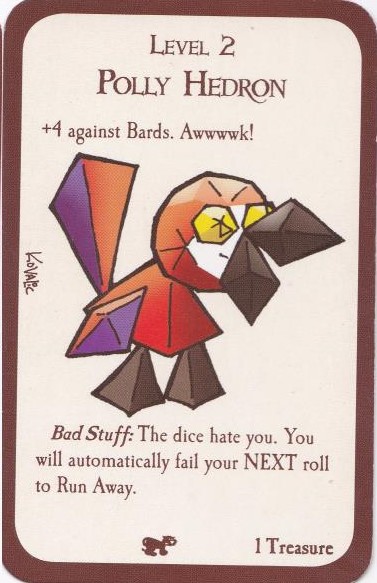 LEVEL 2
POLLY HEDRON
+4 against Bards. Awwwwk!
KOVALIC
Bad Stuff: The dice hate you. You
will automatically fail your NEXT roll
to Run Away.
1 Treasure